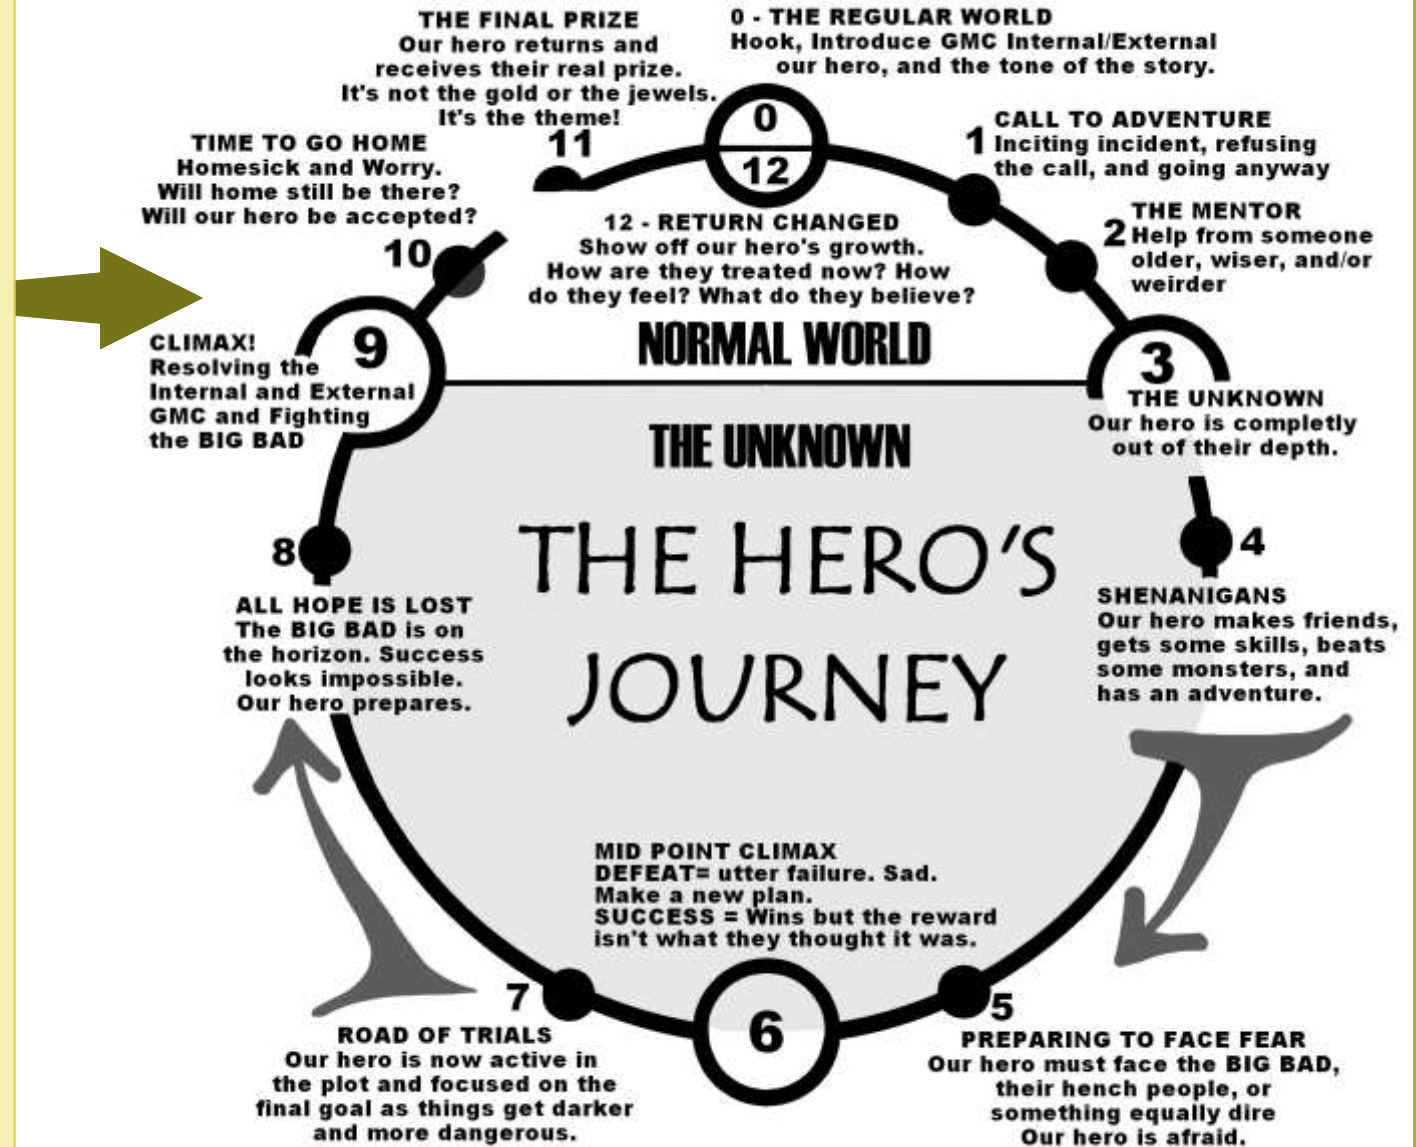 0 - THE REGULAR WORLD
Hook, Introduce GMC Internal/External
our hero, and the tone of the story.
0
12
1
CALL TO ADVENTURE
Inciting incident, refusing
the call, and going anyway
2
THE MENTOR
Help from someone
older, wiser, and/or
weirder
3
THE UNKNOWN
Our hero is completly
out of their depth.
4
SHENANIGANS
Our hero makes friends,
gets some skills, beats
some monsters, and
has an adventure.
5
PREPARING TO FACE FEAR
Our hero must face the BIG BAD,
their hench people, or
something equally dire
Our hero is afraid.
MID POINT CLIMAX
DEFEAT= utter failure. Sad.
Make a new plan.
SUCCESS = Wins but the reward
isn't what they thought it was.
6
7
ROAD OF TRIALS
Our hero is now active in
the plot and focused on the
final goal as things get darker
and more dangerous.
8
ALL HOPE IS LOST
The BIG BAD is on
the horizon. Success
looks impossible.
Our hero prepares.
9
CLIMAX!
Resolving the
Internal and External
GMC and Fighting
the BIG BAD
TIME TO GO HOME
Homesick and Worry.
Will home still be there?
Will our hero be accepted?
10
THE FINAL PRIZE
Our hero returns and
receives their real prize.
It's not the gold or the jewels.
It's the theme!
11
12 - RETURN CHANGED
Show off our hero's growth.
How are they treated now? How
do they feel? What do they believe?
NORMAL WORLD
THE UNKNOWN
THE HERO'S
JOURNEY